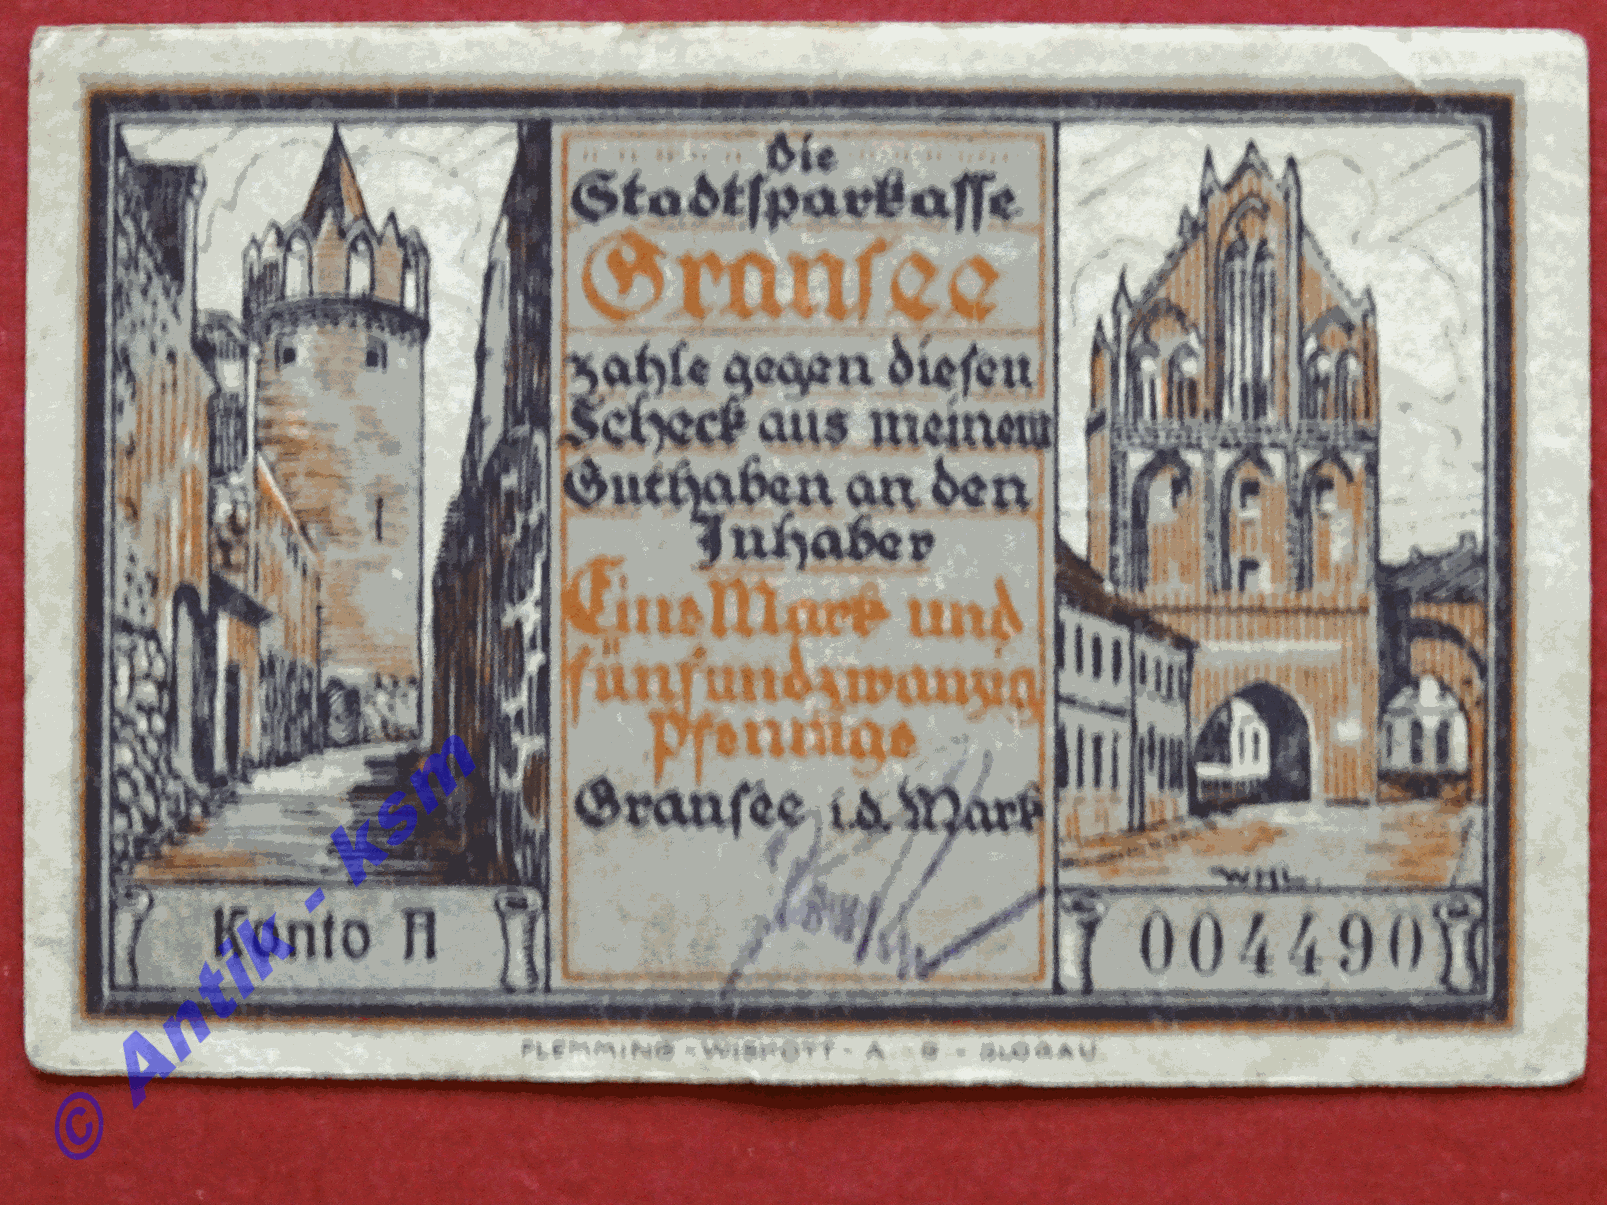 die
Stadtsparkasse
Gransee
zahle gegen diesen
Scheck aus meinem
Guthaben an den
Inhaber
Eine Mark und
fünfundzwanzig
Pfennige
Gransee i.d. Mark
Konto A
004490
FLEMMING-WISKOTT-A-G-GLOGAU
© Antik - ksm